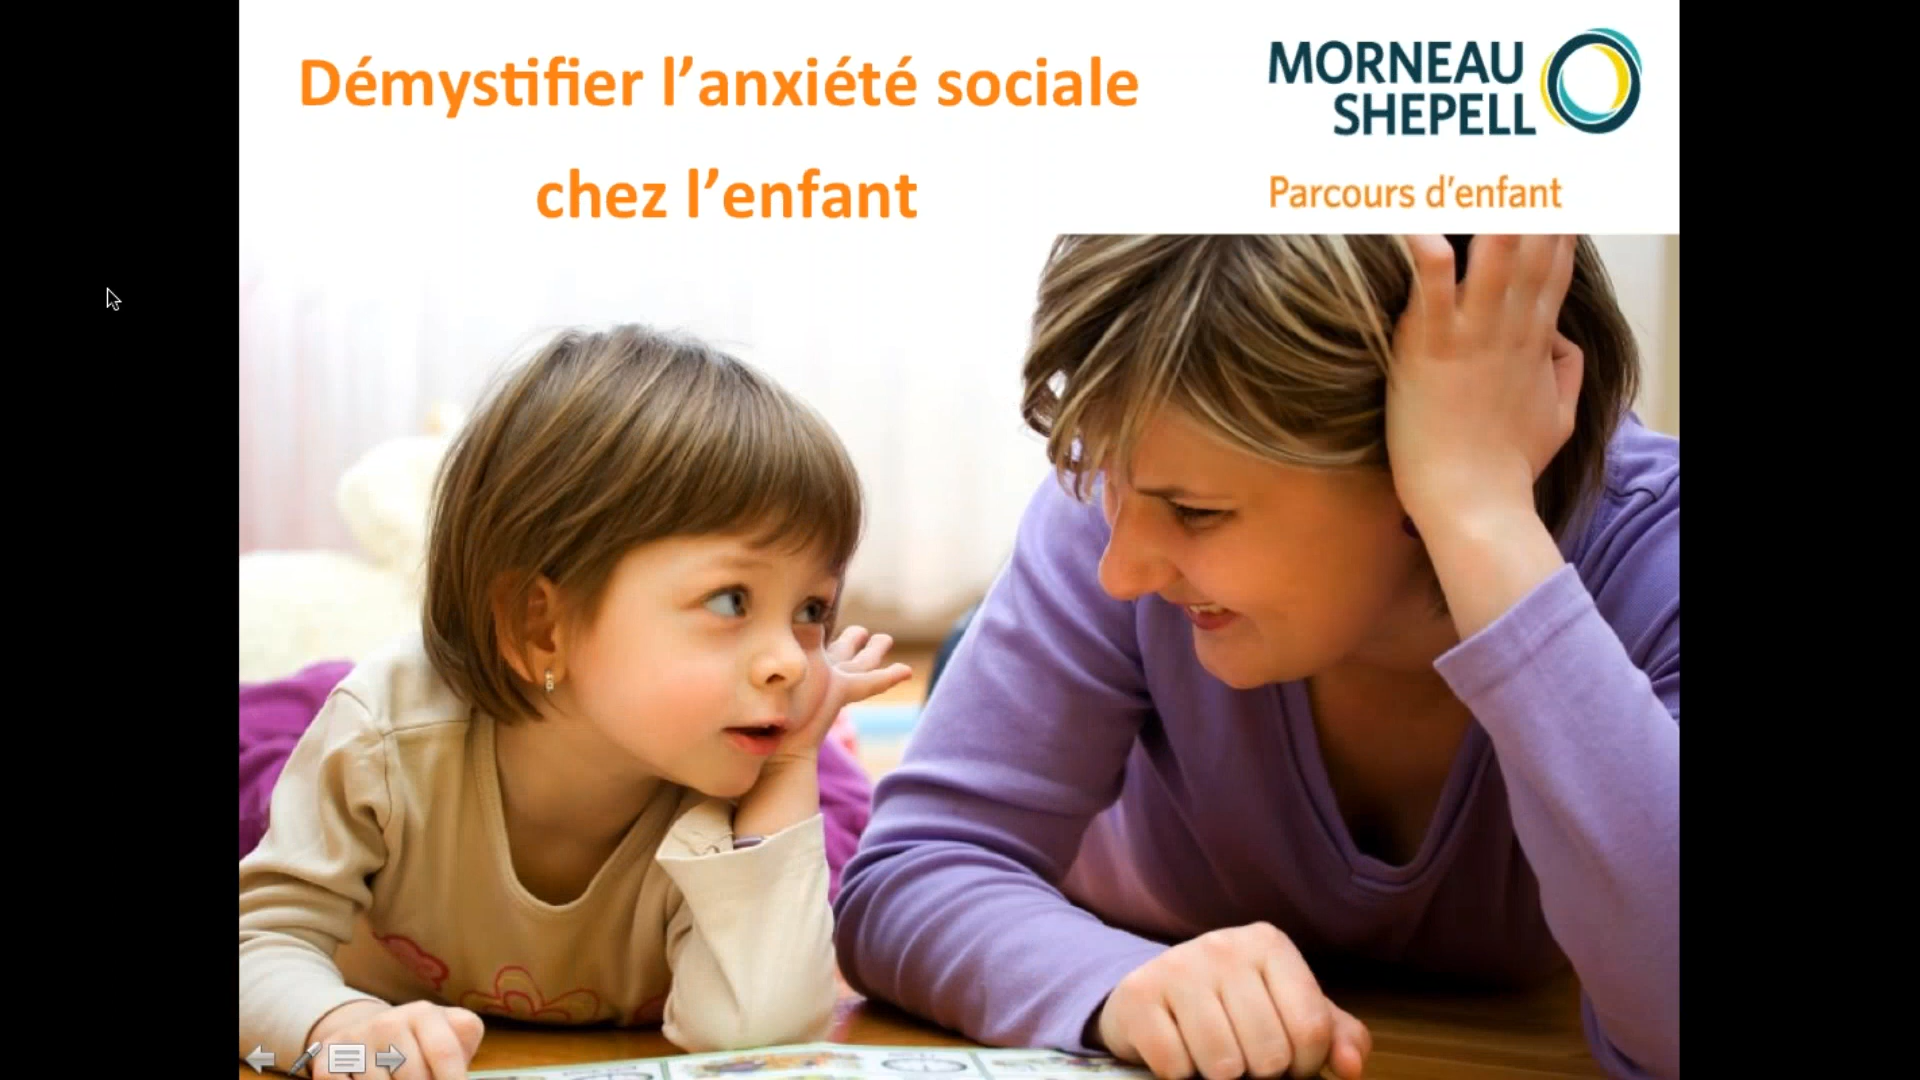 Démystifier l’anxiété sociale
chez l’enfant
MORNEAU
SHEPELL
Parcours d’enfant